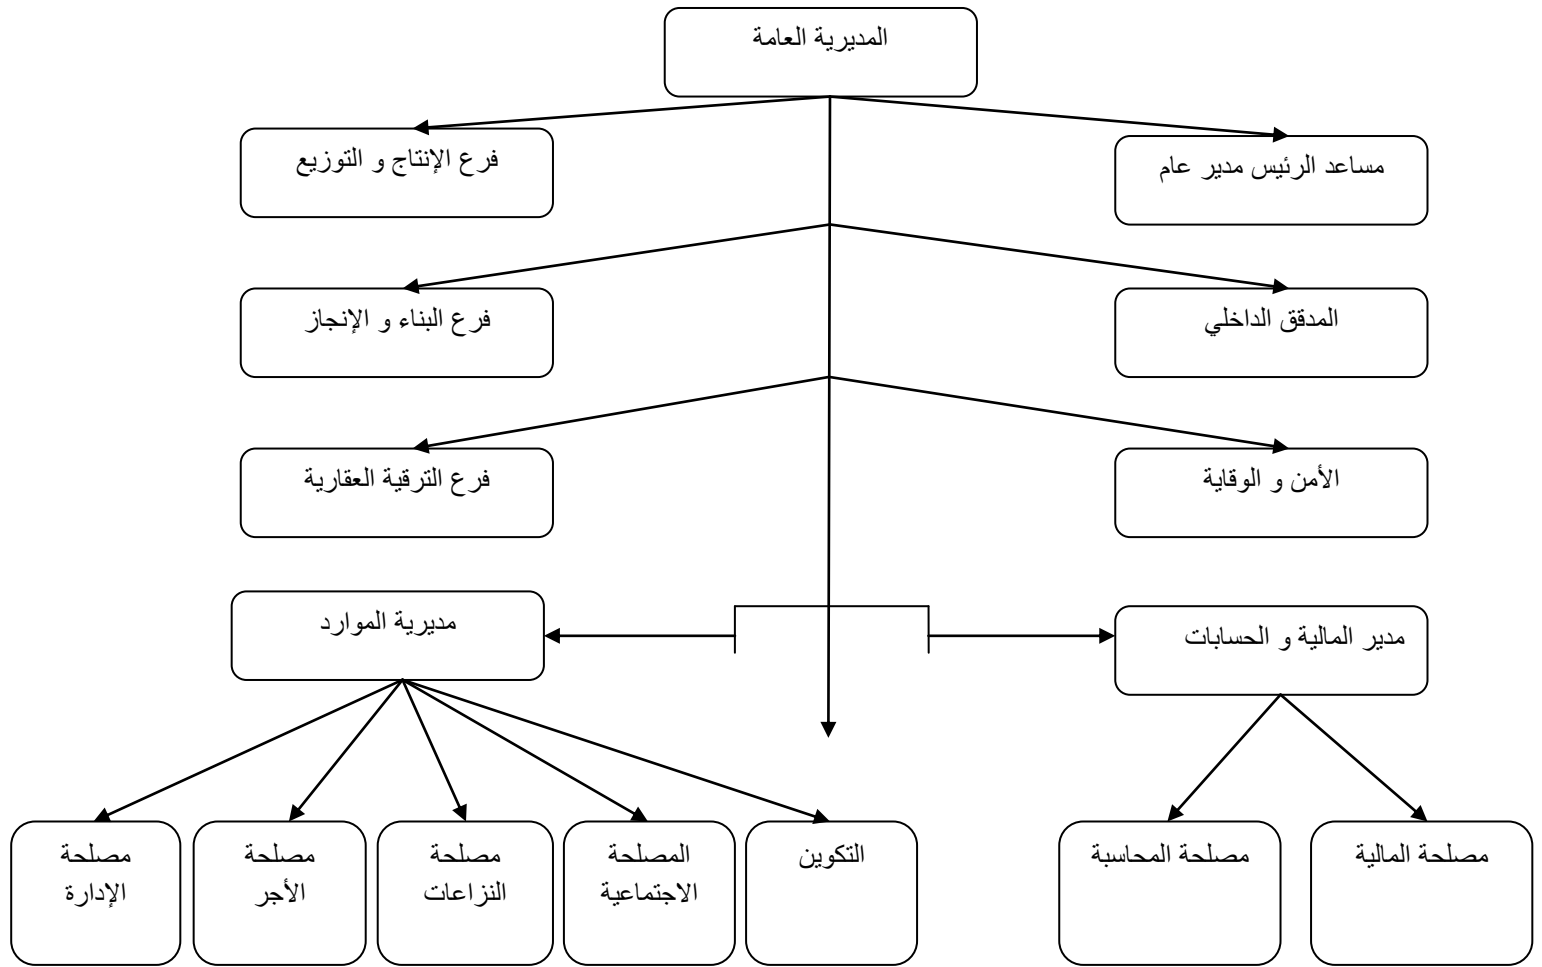 المديرية العامة
مساعد الرئيس مدير عام
فرع الإنتاج و التوزيع
المدقق الداخلي
فرع البناء و الإنجاز
الأمن و الوقاية
فرع الترقية العقارية
مدير المالية و الحسابات
مديرية الموارد
مصلحة المالية
مصلحة المحاسبة
التكوين
المصلحة
الاجتماعية
مصلحة
النزاعات
مصلحة
الأجر
مصلحة
الإدارة